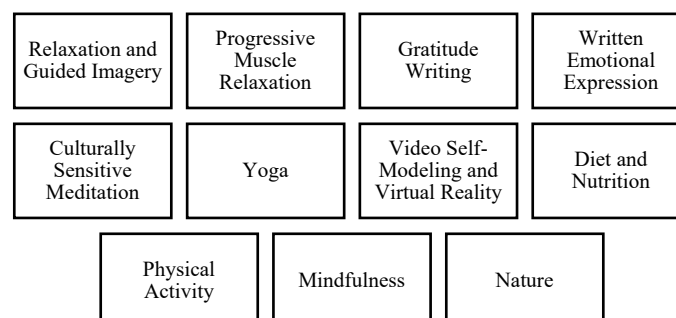 Relaxation and
Guided Imagery
Progressive
Muscle
Relaxation
Gratitude
Writing
Written
Emotional
Expression
Culturally
Sensitive
Meditation
Yoga
Video Self-
Modeling and
Virtual Reality
Diet and
Nutrition
Physical
Activity
Mindfulness
Nature